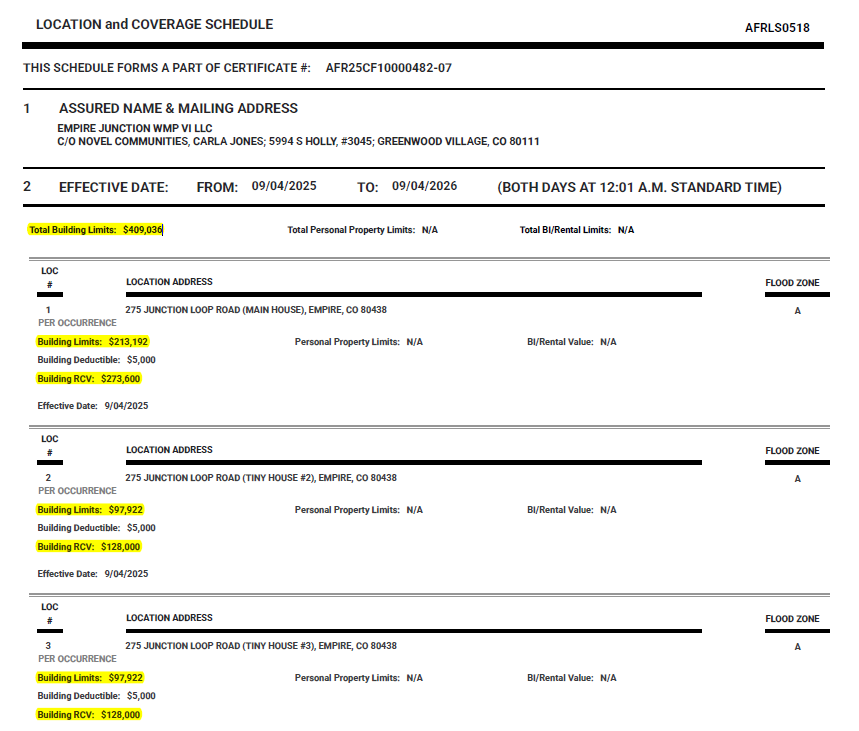 LOCATION and COVERAGE SCHEDULE AFRLS0518
THIS SCHEDULE FORMS A PART OF CERTIFICATE #: AFR25CF10000482-07
1 ASSURED NAME & MAILING ADDRESS
EMPIRE JUNCTION WMP VI LLC
C/O NOVEL COMMUNITIES, CARLA JONES; 5994 S HOLLY, #3045; GREENWOOD VILLAGE, CO 80111
2 EFFECTIVE DATE: FROM: 09/04/2025 TO: 09/04/2026 (BOTH DAYS AT 12:01 A.M. STANDARD TIME)
Total Building Limits: $409,036 Total Personal Property Limits: N/A Total BI/Rental Limits: N/A
LOC
# LOCATION ADDRESS FLOOD ZONE
1 275 JUNCTION LOOP ROAD (MAIN HOUSE), EMPIRE, CO 80438 A
PER OCCURRENCE
Building Limits: $213,192 Personal Property Limits: N/A BI/Rental Value: N/A
Building Deductible: $5,000
Building RCV: $273,600
Effective Date: 9/04/2025
LOC
# LOCATION ADDRESS FLOOD ZONE
2 275 JUNCTION LOOP ROAD (TINY HOUSE #2), EMPIRE, CO 80438 A
PER OCCURRENCE
Building Limits: $97,922 Personal Property Limits: N/A BI/Rental Value: N/A
Building Deductible: $5,000
Building RCV: $128,000
Effective Date: 9/04/2025
LOC
# LOCATION ADDRESS FLOOD ZONE
3 275 JUNCTION LOOP ROAD (TINY HOUSE #3), EMPIRE, CO 80438 A
PER OCCURRENCE
Building Limits: $97,922 Personal Property Limits: N/A BI/Rental Value: N/A
Building Deductible: $5,000
Building RCV: $128,000